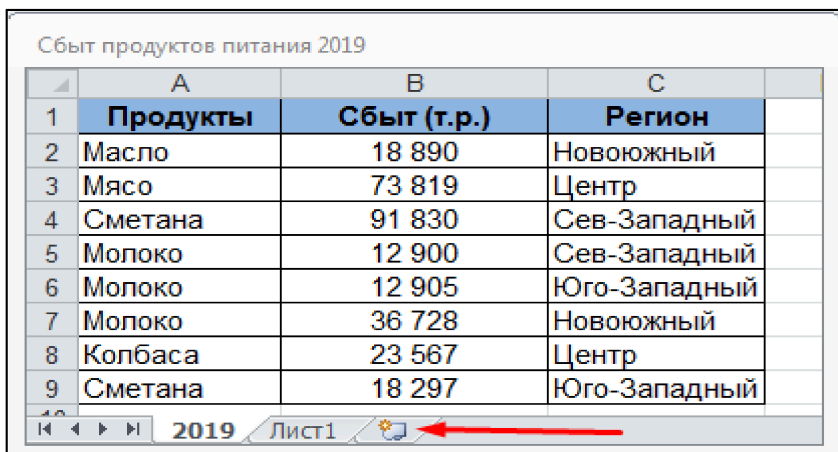 Сбыт продуктов питания 2019
A B C
1 Продукты Сбыт (т.р.) Регион
2 Масло 18 890 Новоюжный
3 Мясо 73 819 Центр
4 Сметана 91 830 Сев-Западный
5 Молоко 12 900 Сев-Западный
6 Молоко 12 905 Юго-Западный
7 Молоко 36 728 Новоюжный
8 Колбаса 23 567 Центр
9 Сметана 18 297 Юго-Западный
2019 Лист1